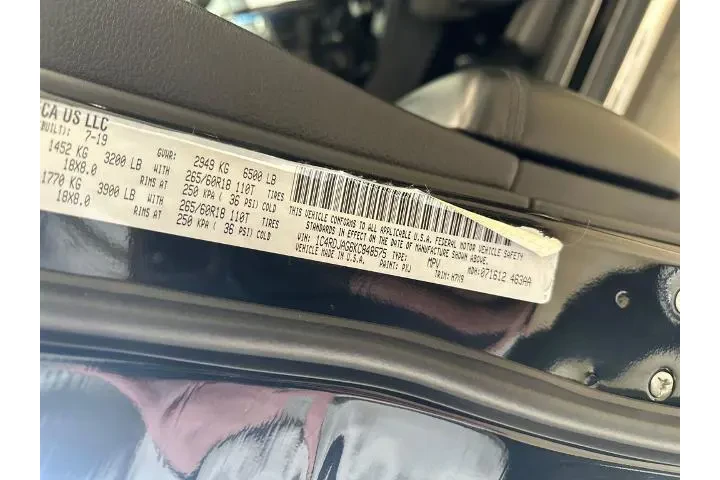 CA US LLC
BUILT): 7-19 GVWR: 2949 KG 6500 LB
1452 KG 3200 LB WITH 265/60R18 110T TIRES
18X8.0 RIMS AT 250 KPA ( 36 PSI) COLD
1770 KG 3900 LB WITH 265/60R18 110T TIRES
18X8.0 RIMS AT 250 KPA ( 36 PSI) COLD
THIS VEHICLE CONFORMS TO ALL APPLICABLE U.S.A. FEDERAL MOTOR VEHICLE SAFETY
STANDARDS IN EFFECT ON THE DATE OF MANUFACTURE SHOWN ABOVE.
VIN: 1C4RDJAG8KC848575 TYPE: MPV MDH: 071612 463AA
VEHICLE MADE IN U.S.A. PAINT: PXJ TRIM: H7X9